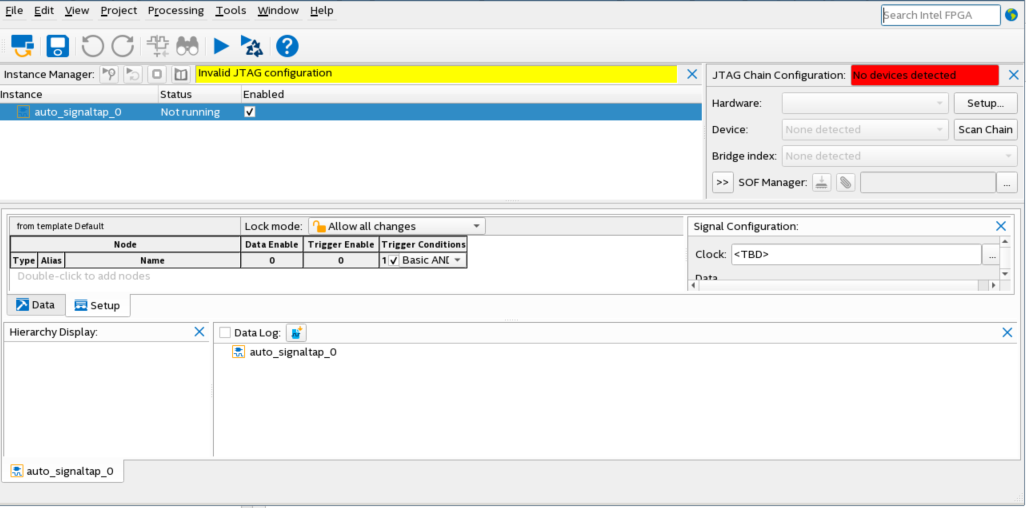 File Edit View Project Processing Tools Window Help
Search Intel FPGA
Instance Manager: Invalid JTAG configuration
JTAG Chain Configuration: No devices detected
Instance Status Enabled
auto_signaltap_0 Not running
Hardware: Setup...
Device: None detected Scan Chain
Bridge index: None detected
>> SOF Manager: ...
from template Default Lock mode: Allow all changes
Node Data Enable Trigger Enable Trigger Conditions
Type Alias Name 0 0 1 Basic AND
Double-click to add nodes
Signal Configuration:
Clock: <TBD> ...
Data
Data Setup
Hierarchy Display:
Data Log:
auto_signaltap_0
auto_signaltap_0